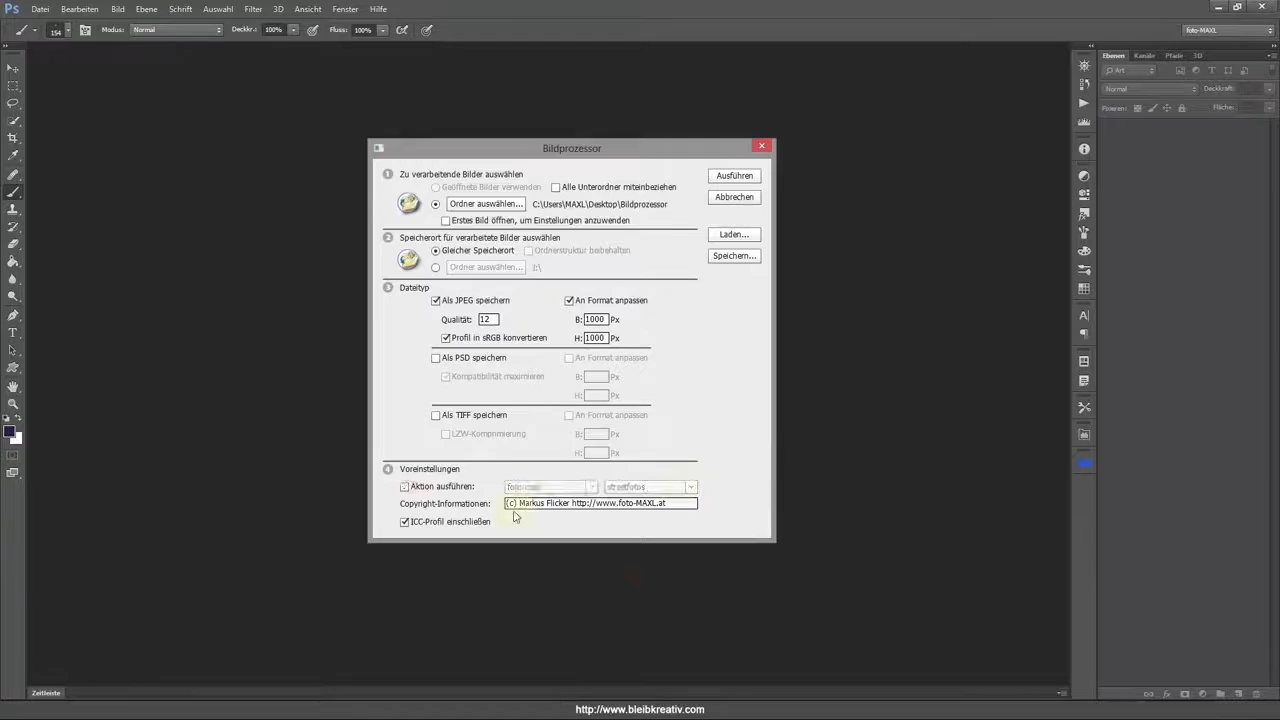 Ps Datei Bearbeiten Bild Ebene Schrift Auswahl Filter 3D Ansicht Fenster Hilfe
154 Modus: Normal Deckkr.: 100% Fluss: 100% foto-MAXL
Ebenen Kanäle Pfade 3D
Art
Normal Deckkraft:
Fixieren: Fläche:
Bildprozessor
1 Zu verarbeitende Bilder auswählen
Geöffnete Bilder verwenden Alle Unterordner miteinbeziehen
Ordner auswählen... C:\Users\MAXL\Desktop\Bildprozessor
Erstes Bild öffnen, um Einstellungen anzuwenden
2 Speicherort für verarbeitete Bilder auswählen
Gleicher Speicherort Ordnerstruktur beibehalten
Ordner auswählen... I:\
3 Dateityp
Als JPEG speichern An Format anpassen
Qualität: 12 B: 1000 Px
Profil in sRGB konvertieren H: 1000 Px
Als PSD speichern An Format anpassen
Kompatibilität maximieren B: Px
H: Px
Als TIFF speichern An Format anpassen
LZW-Komprimierung B: Px
H: Px
4 Voreinstellungen
Aktion ausführen:
Copyright-Informationen: (c) Markus Flicker http://www.foto-MAXL.at
ICC-Profil einschließen
Ausführen
Abbrechen
Laden...
Speichern...
Zeitleiste
http://www.bleibkreativ.com